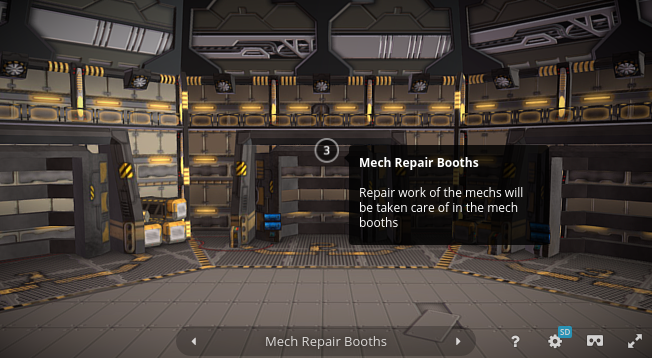 3
Mech Repair Booths
Repair work of the mechs will
be taken care of in the mech
booths
Mech Repair Booths
?
SD